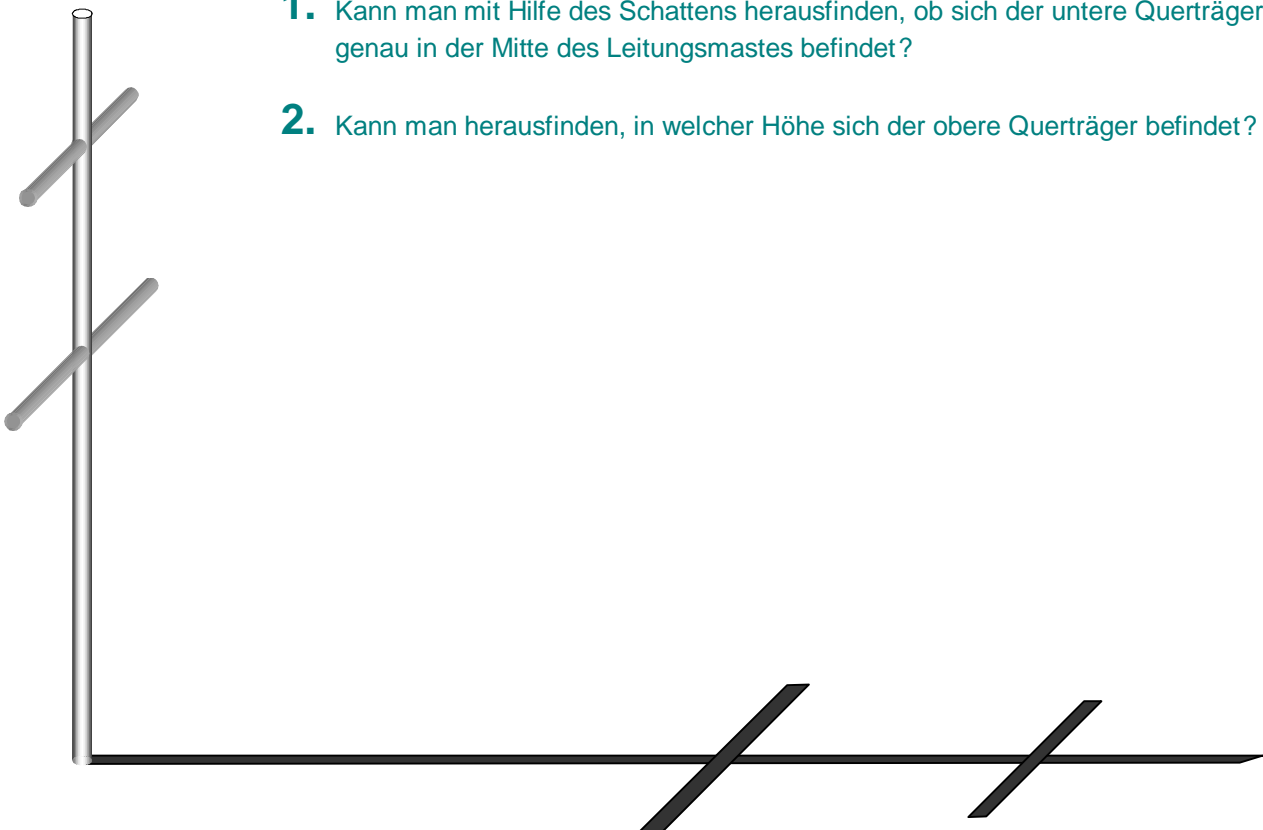 1. Kann man mit Hilfe des Schattens herausfinden, ob sich der untere Querträger
genau in der Mitte des Leitungsmastes befindet?
2. Kann man herausfinden, in welcher Höhe sich der obere Querträger befindet?